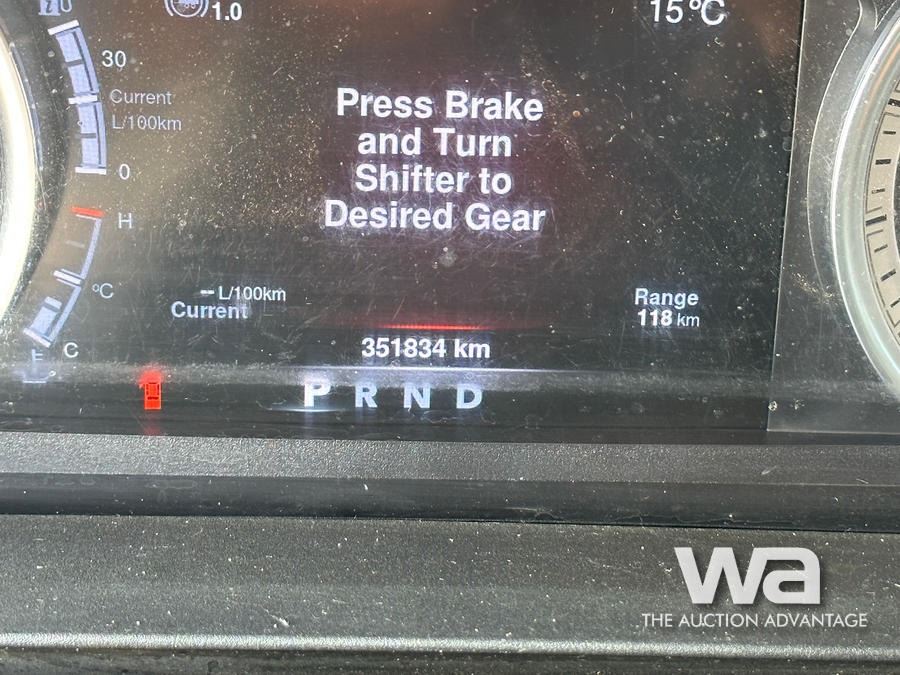 1.0
15 °C
30
Current
L/100km
0
Press Brake
and Turn
Shifter to
Desired Gear
H
°C
C
-- L/100km
Current
Range
118 km
351834 km
P R N D
wa
THE AUCTION ADVANTAGE